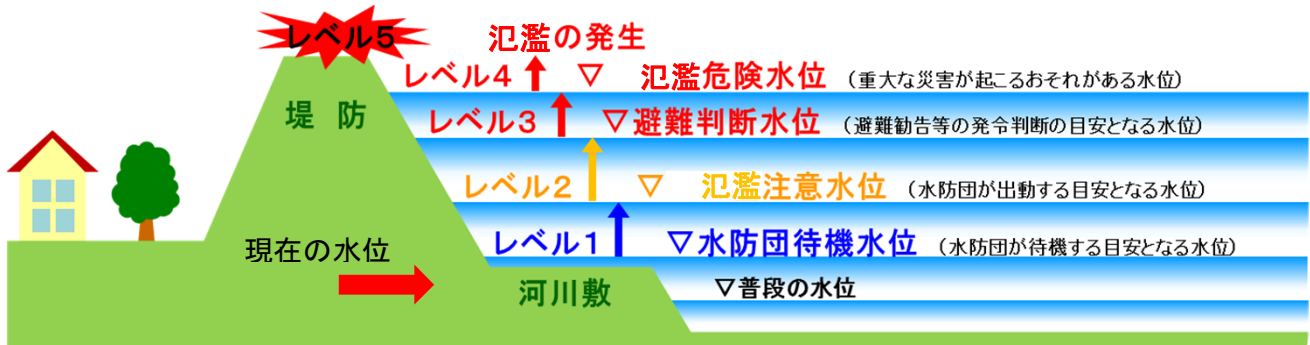 レベル5 氾濫の発生
レベル4 ▽ 氾濫危険水位 (重大な災害が起こるおそれがある水位)
堤 防
レベル3 ▽避難判断水位 (避難勧告等の発令判断の目安となる水位)
レベル2 ▽ 氾濫注意水位 (水防団が出動する目安となる水位)
レベル1 ▽水防団待機水位 (水防団が待機する目安となる水位)
現在の水位
河川敷 ▽普段の水位